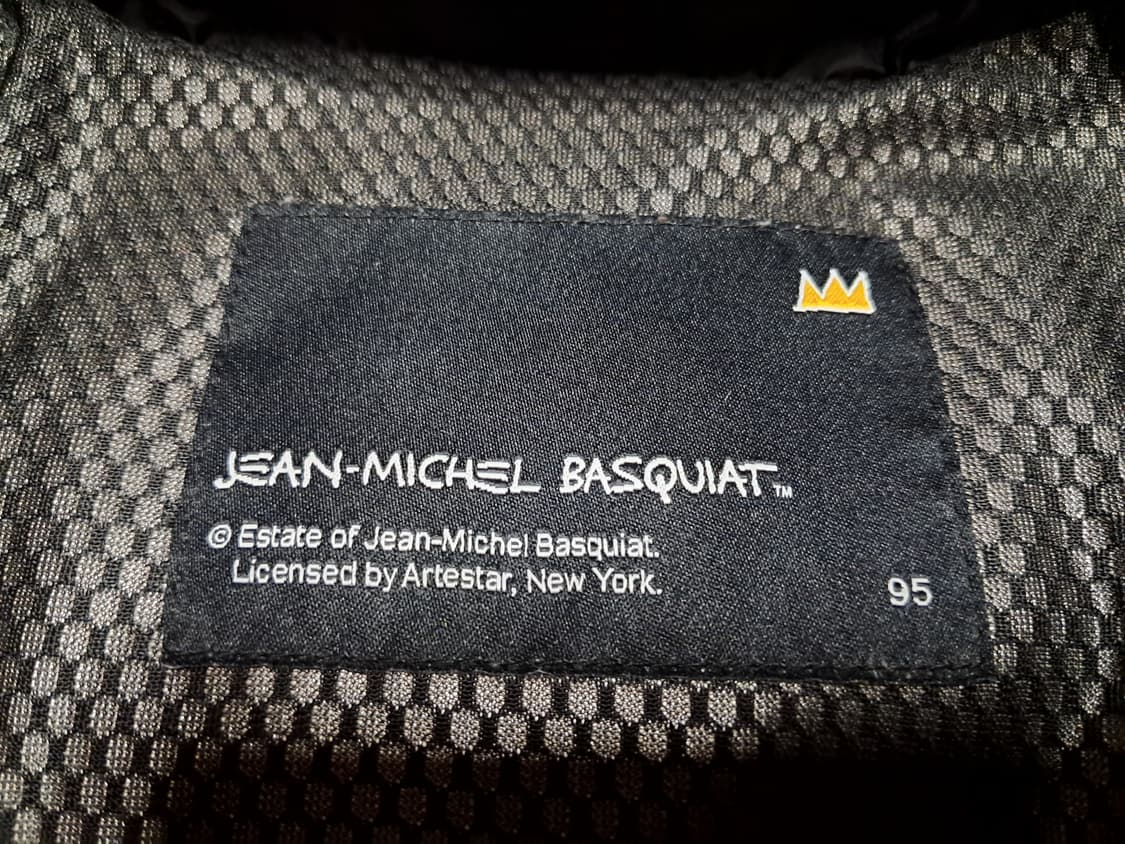 JEAN-MICHEL BASQUIAT™
© Estate of Jean-Michel Basquiat.
Licensed by Artestar, New York.
95